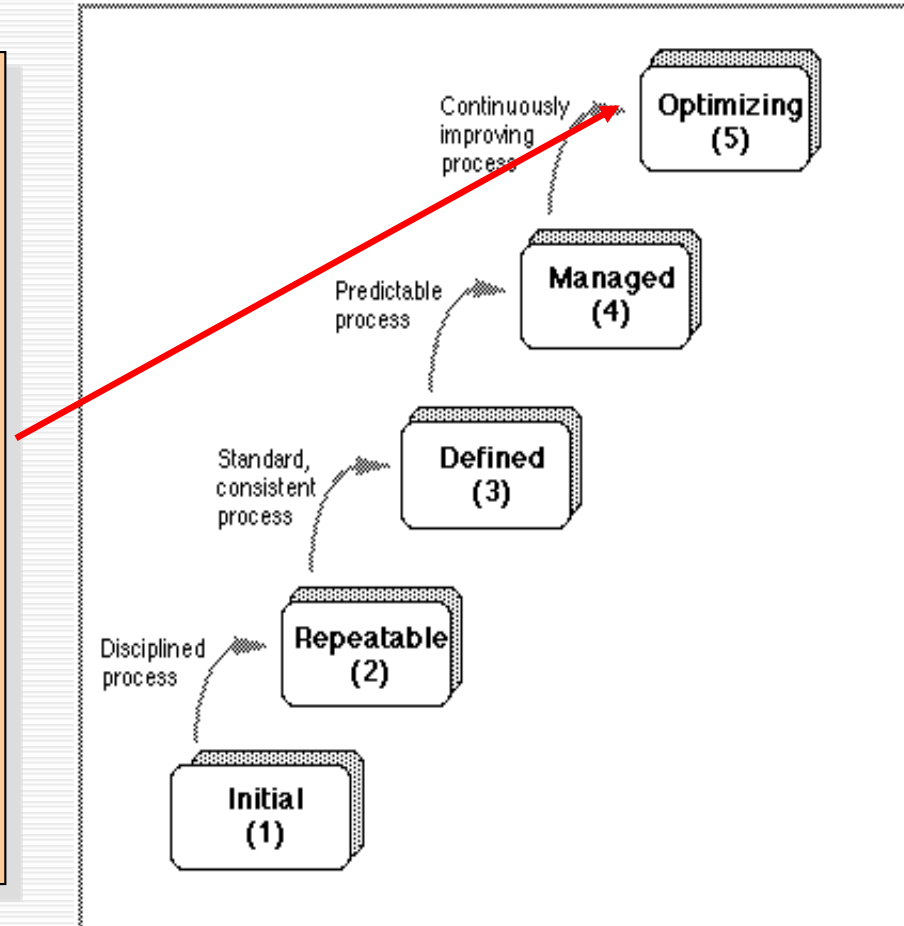 Continuously
improving
process
Optimizing
(5)
Predictable
process
Managed
(4)
Standard,
consistent
process
Defined
(3)
Disciplined
process
Repeatable
(2)
Initial
(1)